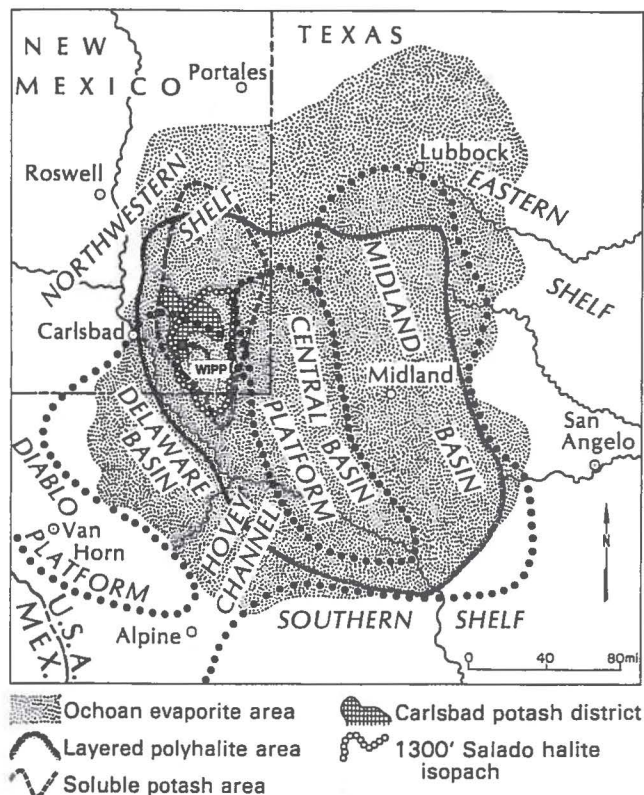 NEW
MEXICO
TEXAS
Portales
Roswell
Lubbock
NORTHWESTERN
SHELF
EASTERN
SHELF
MIDLAND
BASIN
Carlsbad
WIPP
CENTRAL
BASIN
PLATFORM
Midland
DELAWARE
BASIN
San
Angelo
DIABLO
PLATFORM
Van
Horn
HOVEY
CHANNEL
N
U.S.A.
MEX.
Alpine
SOUTHERN SHELF
0 40 80mi
Ochoan evaporite area
Layered polyhalite area
Soluble potash area
Carlsbad potash district
1300' Salado halite
isopach